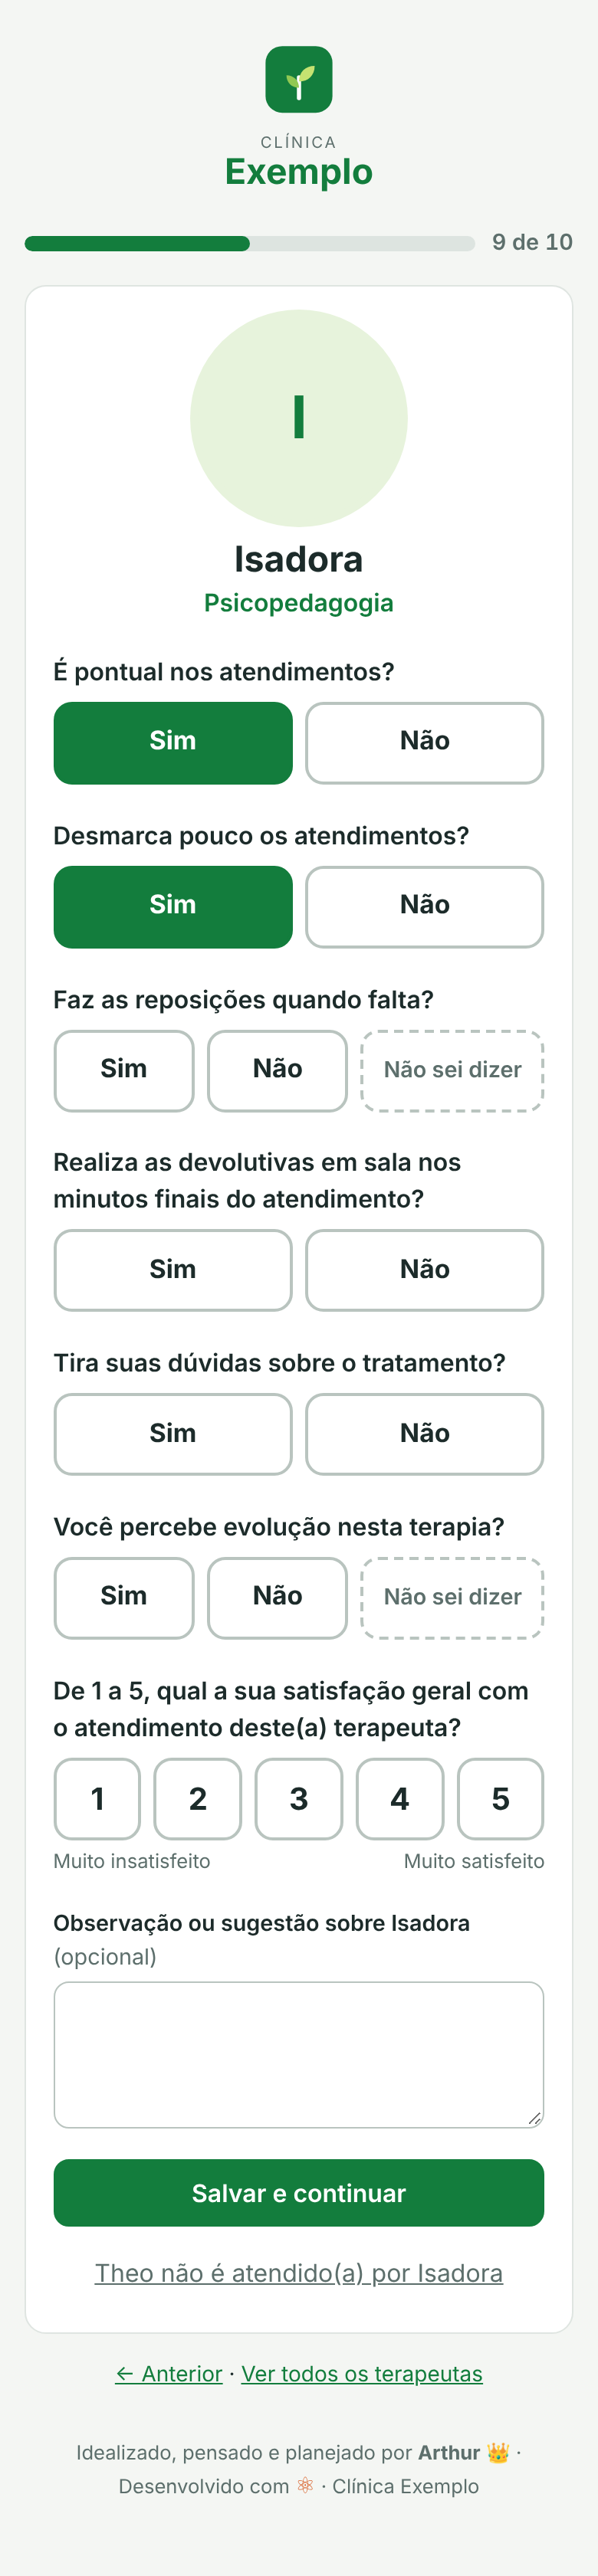 CLÍNICA
Exemplo
9 de 10
I
Isadora
Psicopedagogia
É pontual nos atendimentos?
Sim Não
Desmarca pouco os atendimentos?
Sim Não
Faz as reposições quando falta?
Sim Não Não sei dizer
Realiza as devolutivas em sala nos
minutos finais do atendimento?
Sim Não
Tira suas dúvidas sobre o tratamento?
Sim Não
Você percebe evolução nesta terapia?
Sim Não Não sei dizer
De 1 a 5, qual a sua satisfação geral com
o atendimento deste(a) terapeuta?
1 2 3 4 5
Muito insatisfeito Muito satisfeito
Observação ou sugestão sobre Isadora
(opcional)
Salvar e continuar
Theo não é atendido(a) por Isadora
← Anterior · Ver todos os terapeutas
Idealizado, pensado e planejado por Arthur 👑 ·
Desenvolvido com ⚛ · Clínica Exemplo